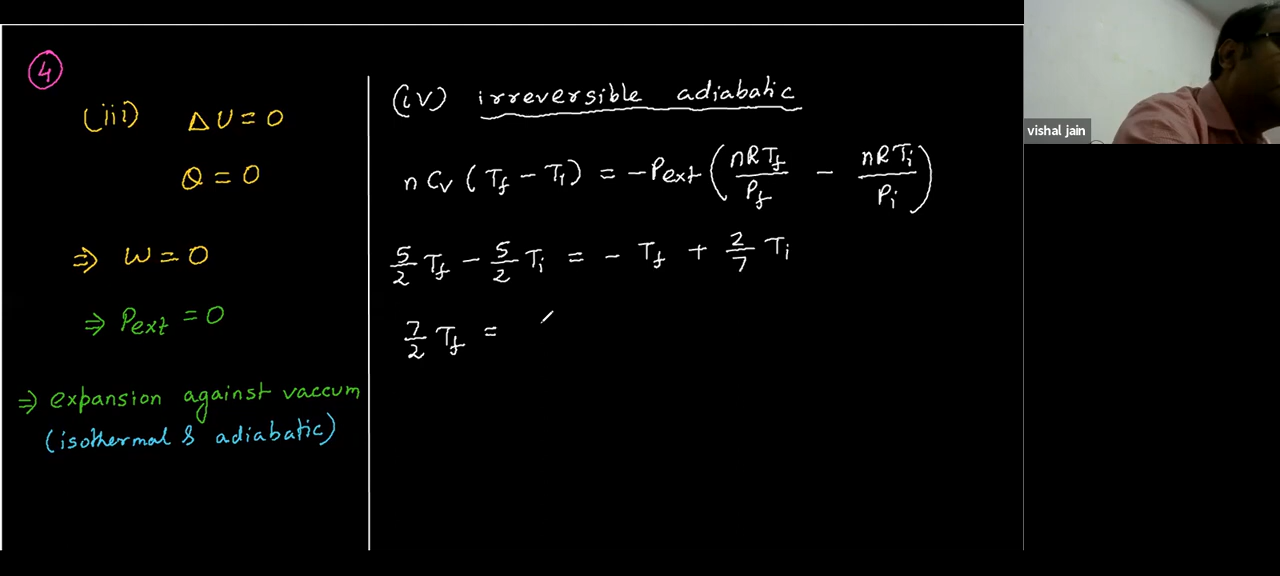 4
(iii) ΔU = 0
Q = 0
⇒ W = 0
⇒ Pext = 0
⇒ expansion against vaccum
(isothermal & adiabatic)
(iv) irreversible adiabatic
nCv (Tf − Ti) = −Pext (nRTf/Pf − nRTi/Pi)
5/2 Tf − 5/2 Ti = − Tf + 2/7 Ti
7/2 Tf =
vishal jain